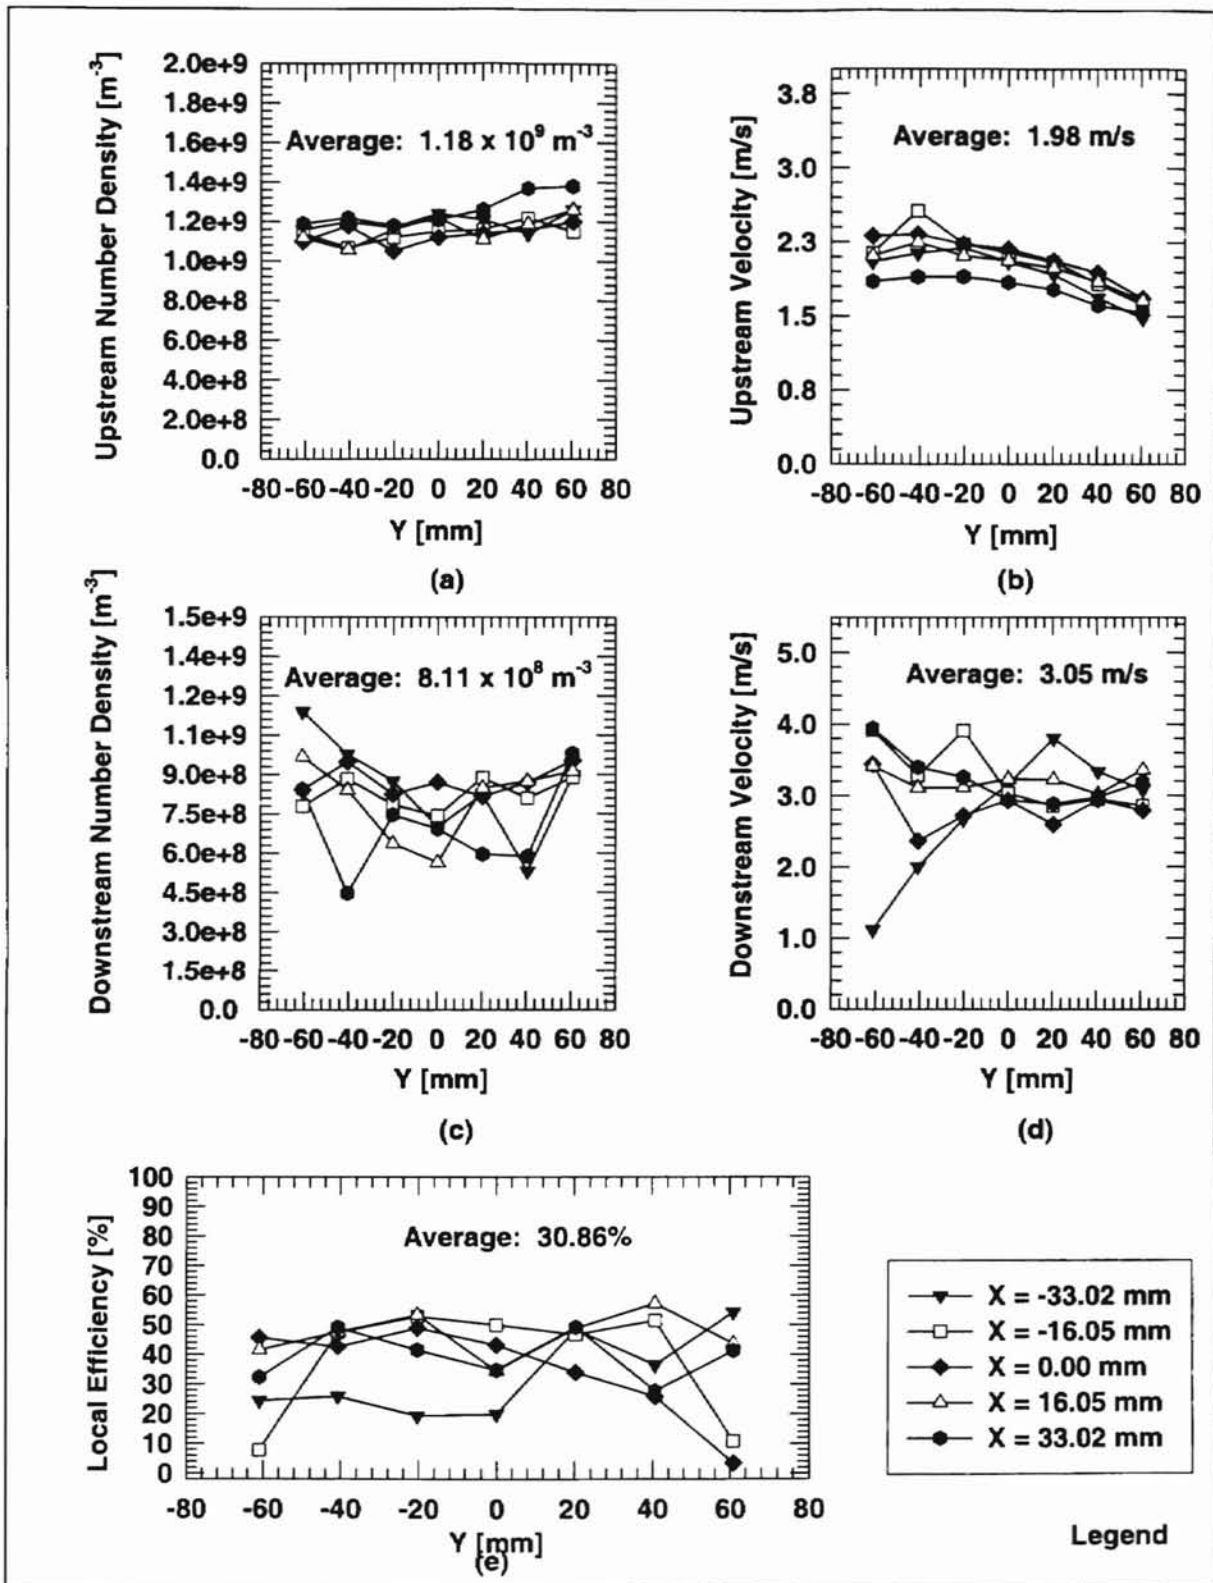 Upstream Number Density [m⁻³]
2.0e+9
1.8e+9
1.6e+9
1.4e+9
1.2e+9
1.0e+9
8.0e+8
6.0e+8
4.0e+8
2.0e+8
0.0
Average: 1.18 x 10⁹ m⁻³
-80 -60 -40 -20 0 20 40 60 80
Y [mm]
(a)
Upstream Velocity [m/s]
3.8
3.0
2.3
1.5
0.8
0.0
Average: 1.98 m/s
-80 -60 -40 -20 0 20 40 60 80
Y [mm]
(b)
Downstream Number Density [m⁻³]
1.5e+9
1.4e+9
1.2e+9
1.1e+9
9.0e+8
7.5e+8
6.0e+8
4.5e+8
3.0e+8
1.5e+8
0.0
Average: 8.11 x 10⁸ m⁻³
-80 -60 -40 -20 0 20 40 60 80
Y [mm]
(c)
Downstream Velocity [m/s]
5.0
4.0
3.0
2.0
1.0
0.0
Average: 3.05 m/s
-80 -60 -40 -20 0 20 40 60 80
Y [mm]
(d)
Local Efficiency [%]
100
90
80
70
60
50
40
30
20
10
0
Average: 30.86%
-80 -60 -40 -20 0 20 40 60 80
Y [mm]
(e)
X = -33.02 mm
X = -16.05 mm
X = 0.00 mm
X = 16.05 mm
X = 33.02 mm
Legend